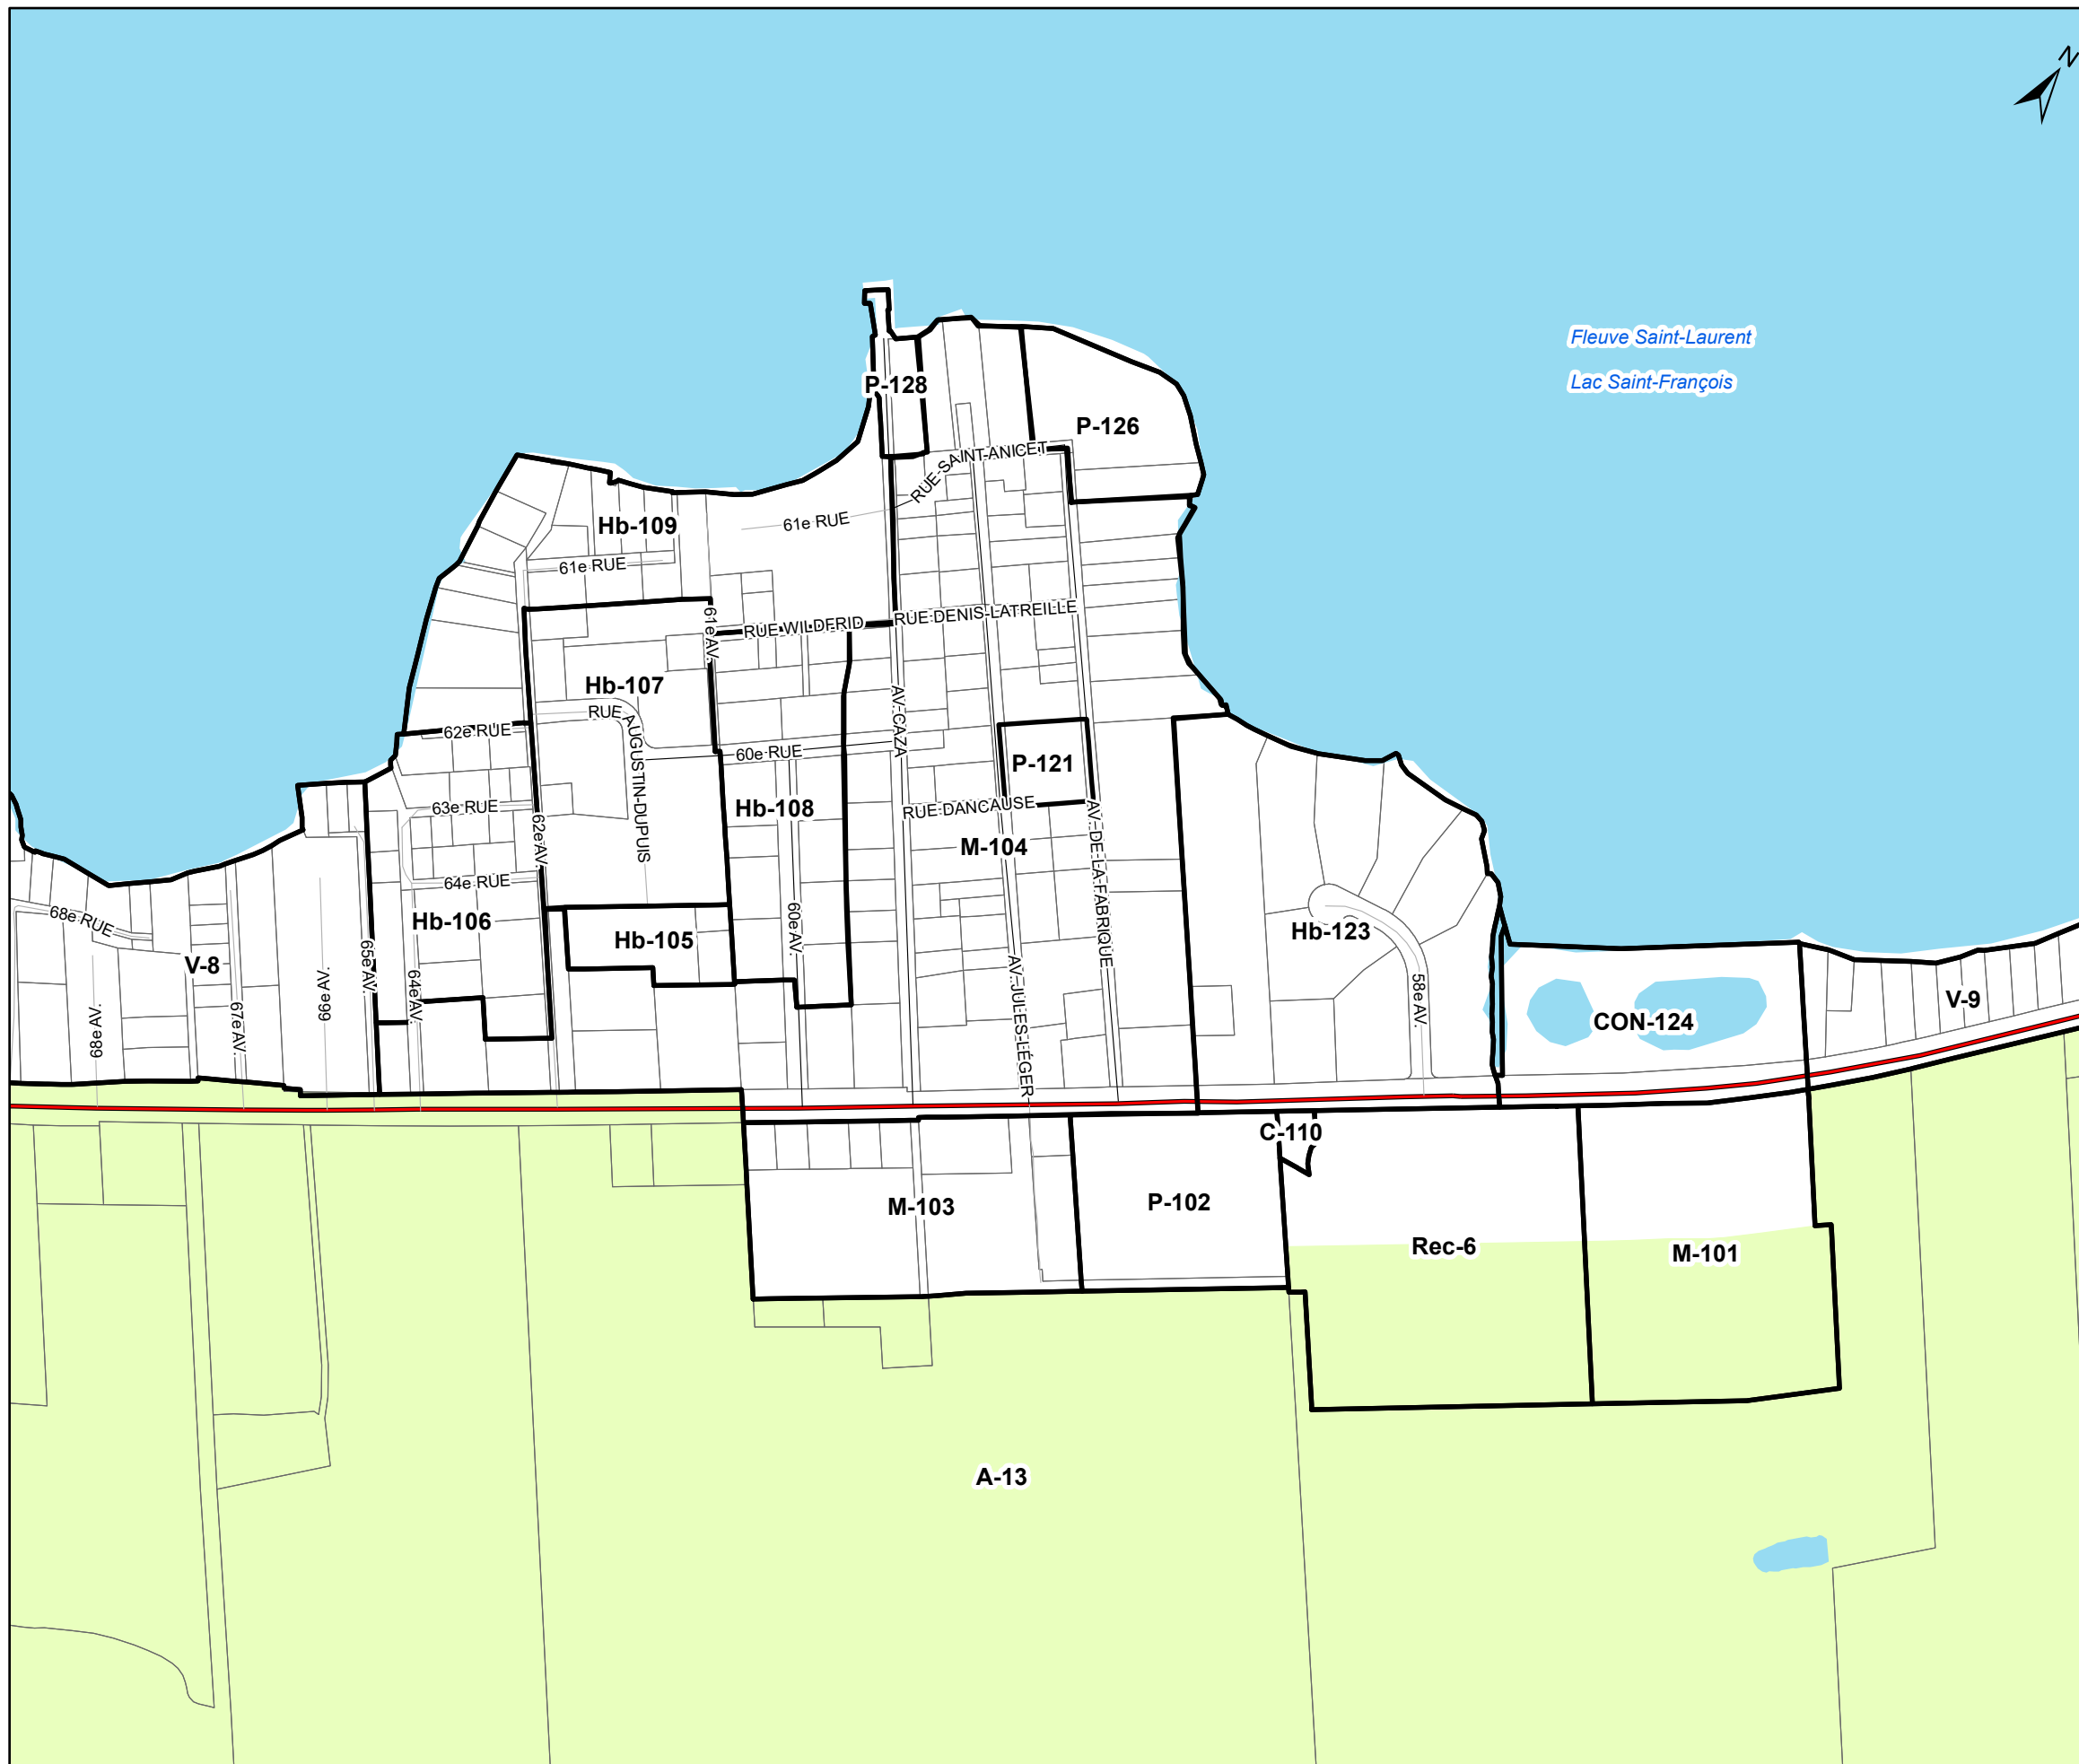 N
Fleuve Saint-Laurent
Lac Saint-François
P-128
P-126
RUE SAINT-ANICET
Hb-109
61e RUE
61e RUE
61e AV.
RUE WILDFRID
RUE DENIS-LATREILLE
Hb-107
RUE AUGUSTIN-DUPUIS
62e RUE
60e RUE
AV. CAZA
P-121
63e RUE
62e AV.
Hb-108
RUE DANCAUSE
M-104
AV. DE LA FABRIQUE
64e RUE
Hb-106
Hb-105
60e AV.
68e RUE
V-8
65e AV.
64e AV.
66e AV.
67e AV.
68e AV.
AV. JULES-LÉGER
Hb-123
58e AV.
CON-124
V-9
C-110
M-103
P-102
Rec-6
M-101
A-13